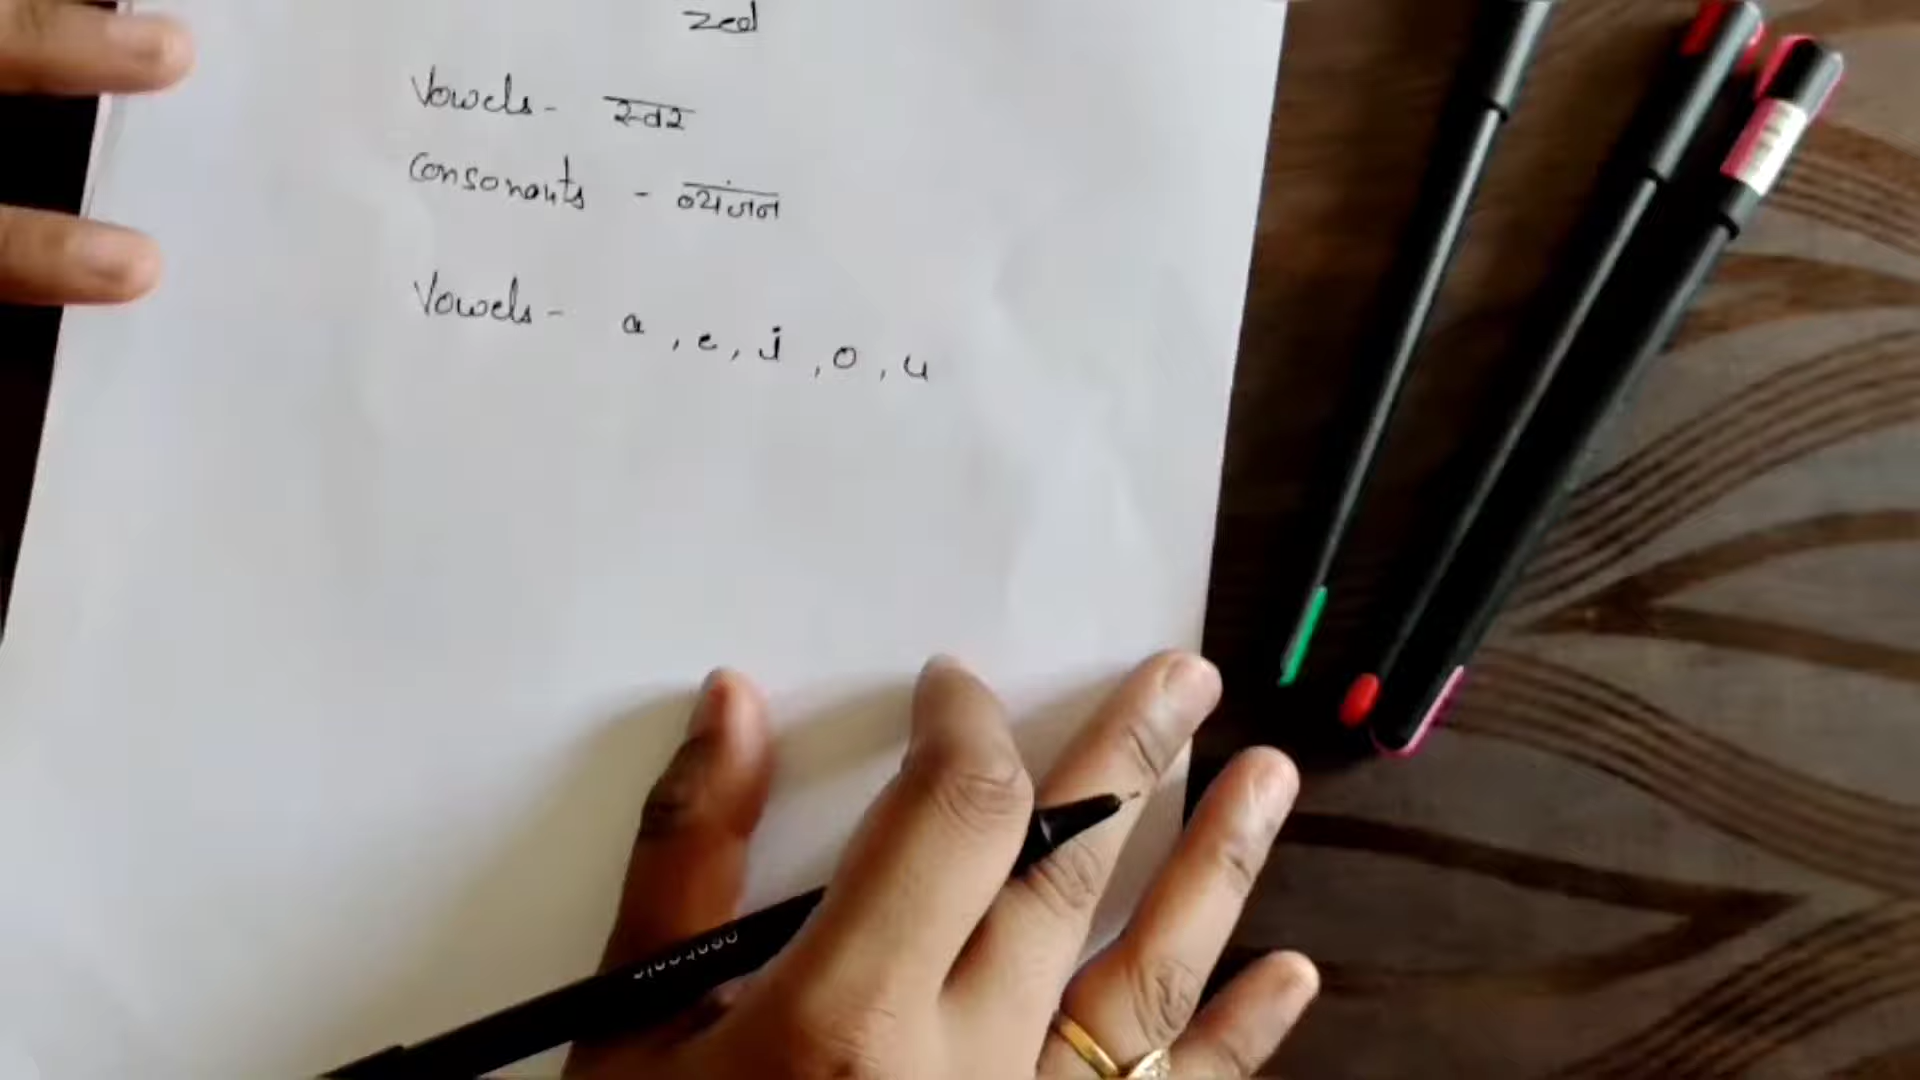 zed
Vowels - स्वर
Consonants - व्यंजन
Vowels - a, e, i, o, u